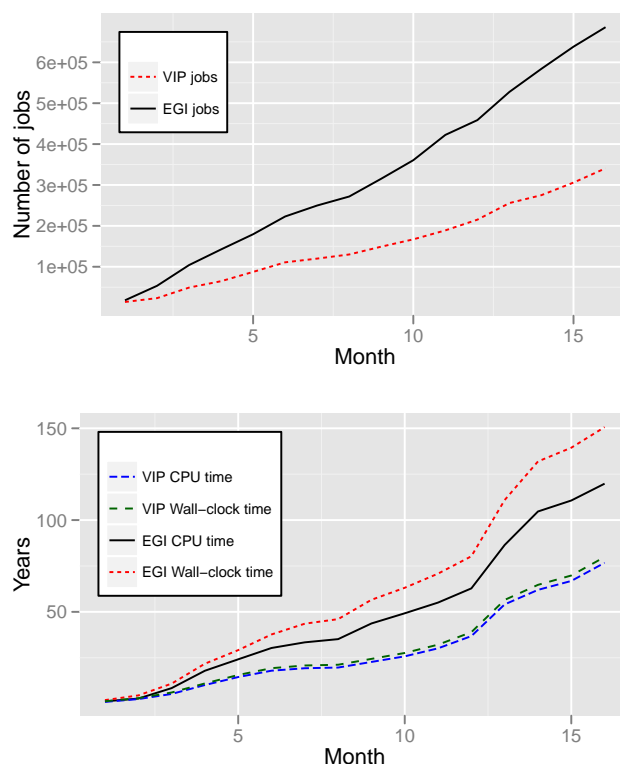 6e+05
5e+05
4e+05
3e+05
2e+05
1e+05
Number of jobs
VIP jobs
EGI jobs
5
10
15
Month
150
100
50
Years
VIP CPU time
VIP Wall−clock time
EGI CPU time
EGI Wall−clock time
5
10
15
Month